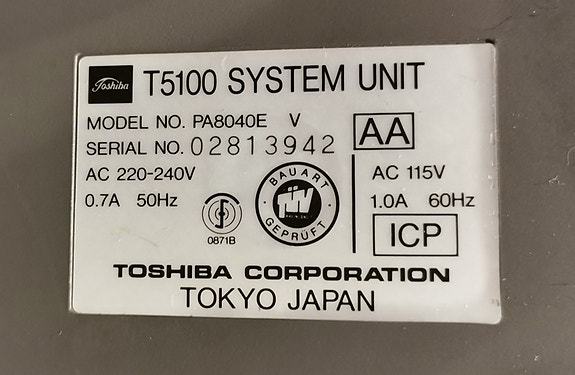 Toshiba T5100 SYSTEM UNIT
MODEL NO. PA8040E V
AA
SERIAL NO. 02813942
AC 220-240V
0.7A 50Hz
0871B
BAUART
TÜV
GEPRÜFT
AC 115V
1.0A 60Hz
ICP
TOSHIBA CORPORATION
TOKYO JAPAN